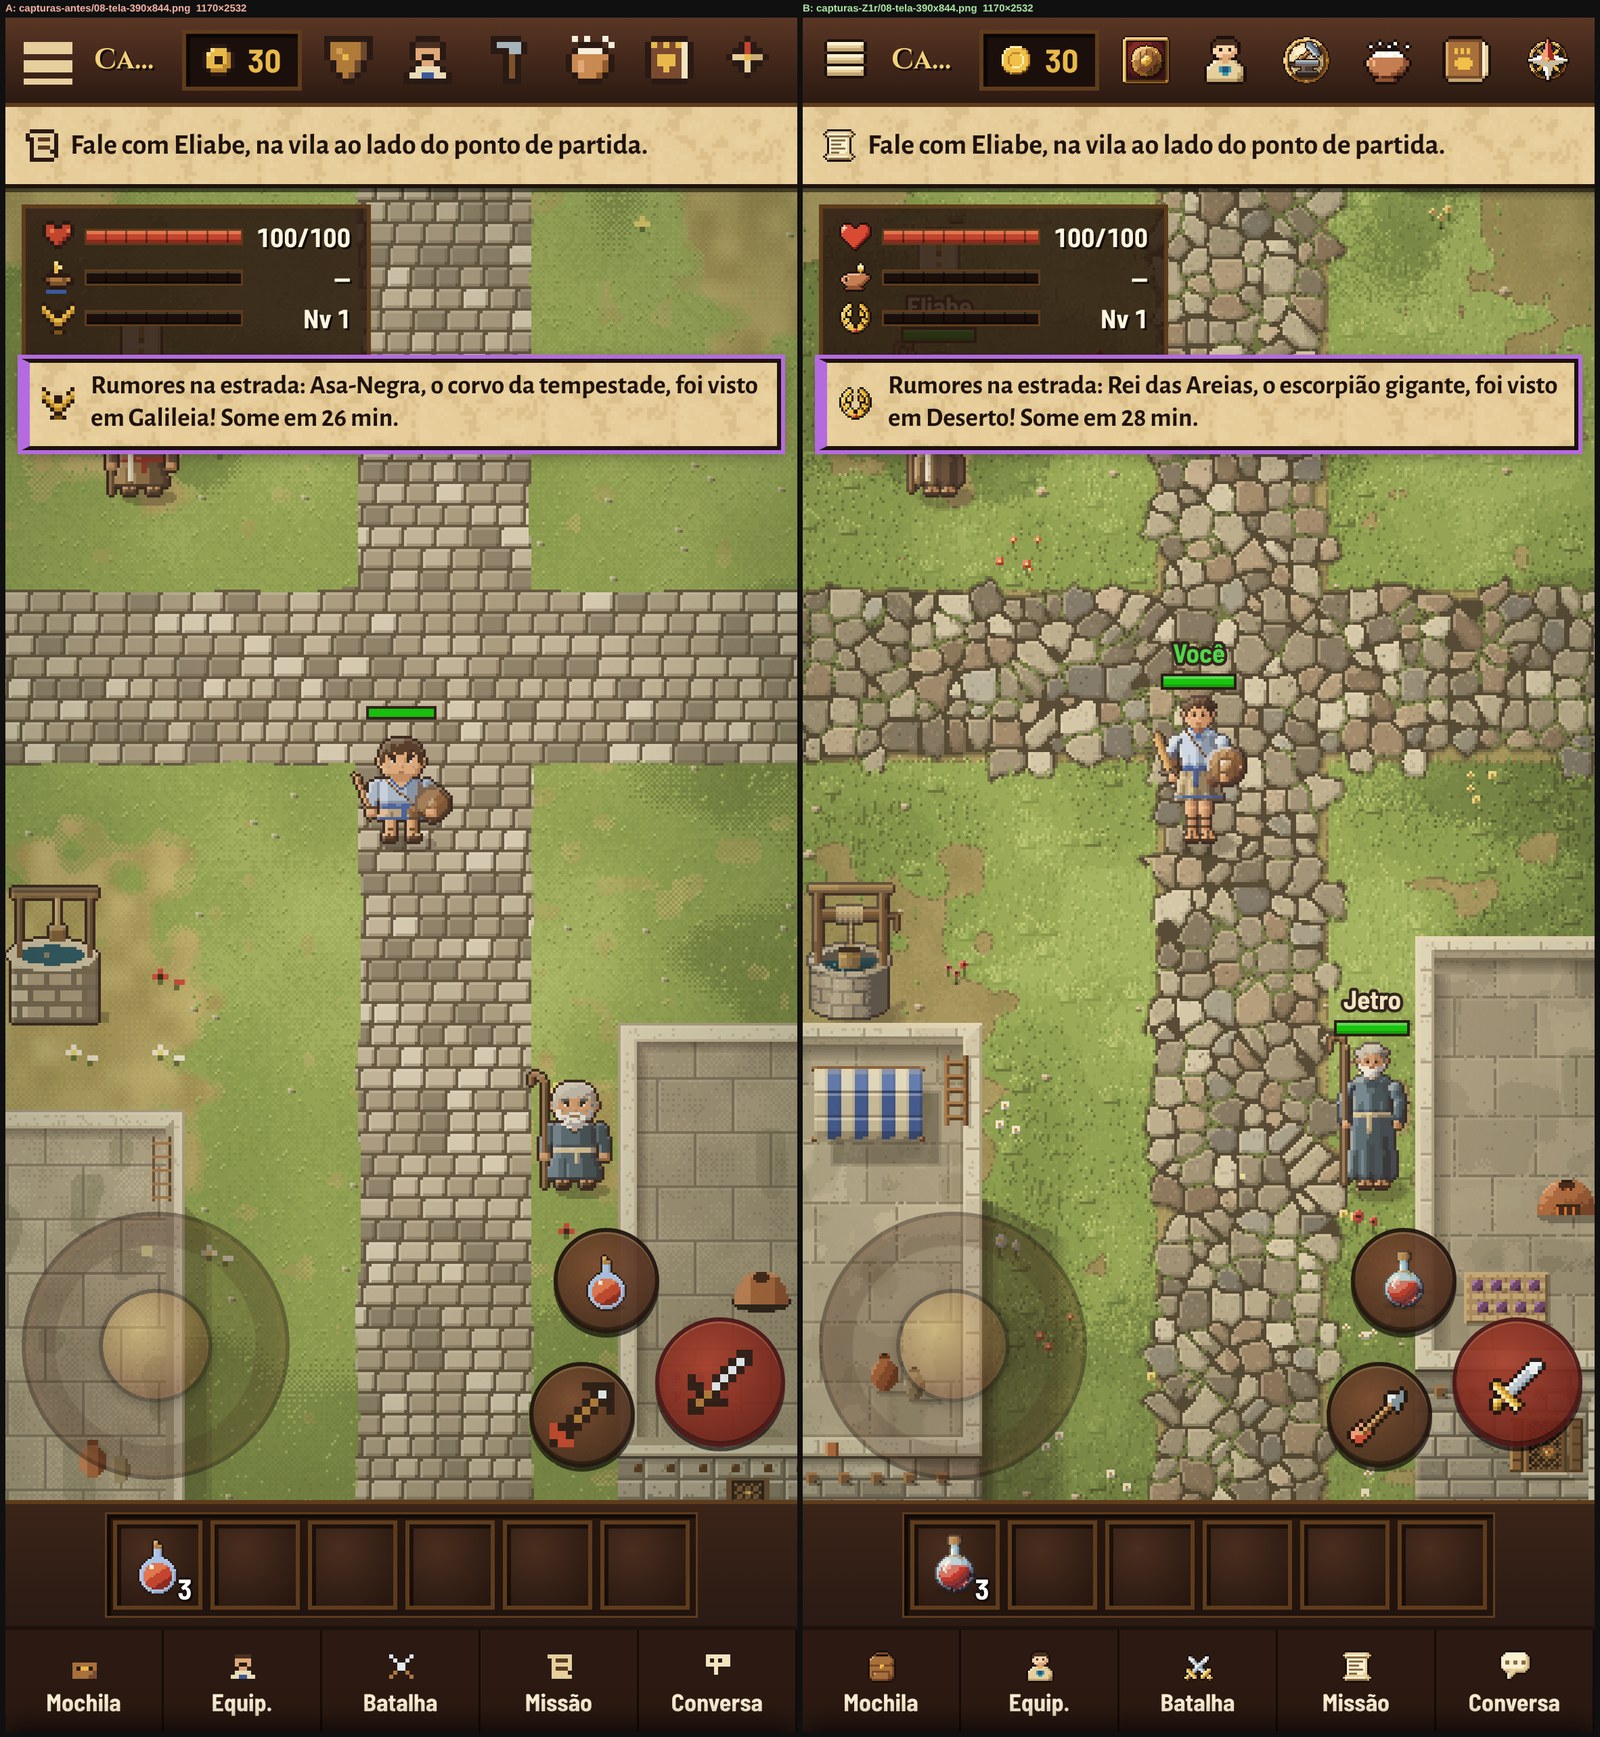 A: capturas-antes/08-tela-390x844.png 1170×2532
CA...
30
Fale com Eliabe, na vila ao lado do ponto de partida.
100/100
–
Nv 1
Rumores na estrada: Asa-Negra, o corvo da tempestade, foi visto
em Galileia! Some em 26 min.
3
Mochila
Equip.
Batalha
Missão
Conversa
B: capturas-Z1r/08-tela-390x844.png 1170×2532
CA...
30
Fale com Eliabe, na vila ao lado do ponto de partida.
100/100
–
Eliabe
Nv 1
Rumores na estrada: Rei das Areias, o escorpião gigante, foi visto
em Deserto! Some em 28 min.
Você
Jetro
3
Mochila
Equip.
Batalha
Missão
Conversa